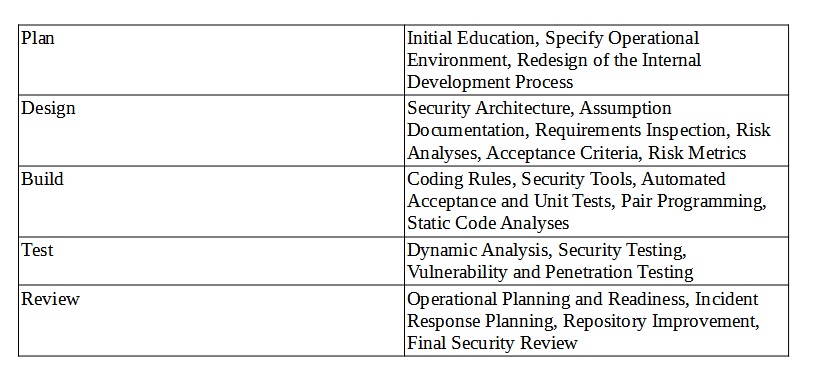 Plan
Initial Education, Specify Operational
Environment, Redesign of the Internal
Development Process
Design
Security Architecture, Assumption
Documentation, Requirements Inspection, Risk
Analyses, Acceptance Criteria, Risk Metrics
Build
Coding Rules, Security Tools, Automated
Acceptance and Unit Tests, Pair Programming,
Static Code Analyses
Test
Dynamic Analysis, Security Testing,
Vulnerability and Penetration Testing
Review
Operational Planning and Readiness, Incident
Response Planning, Repository Improvement,
Final Security Review